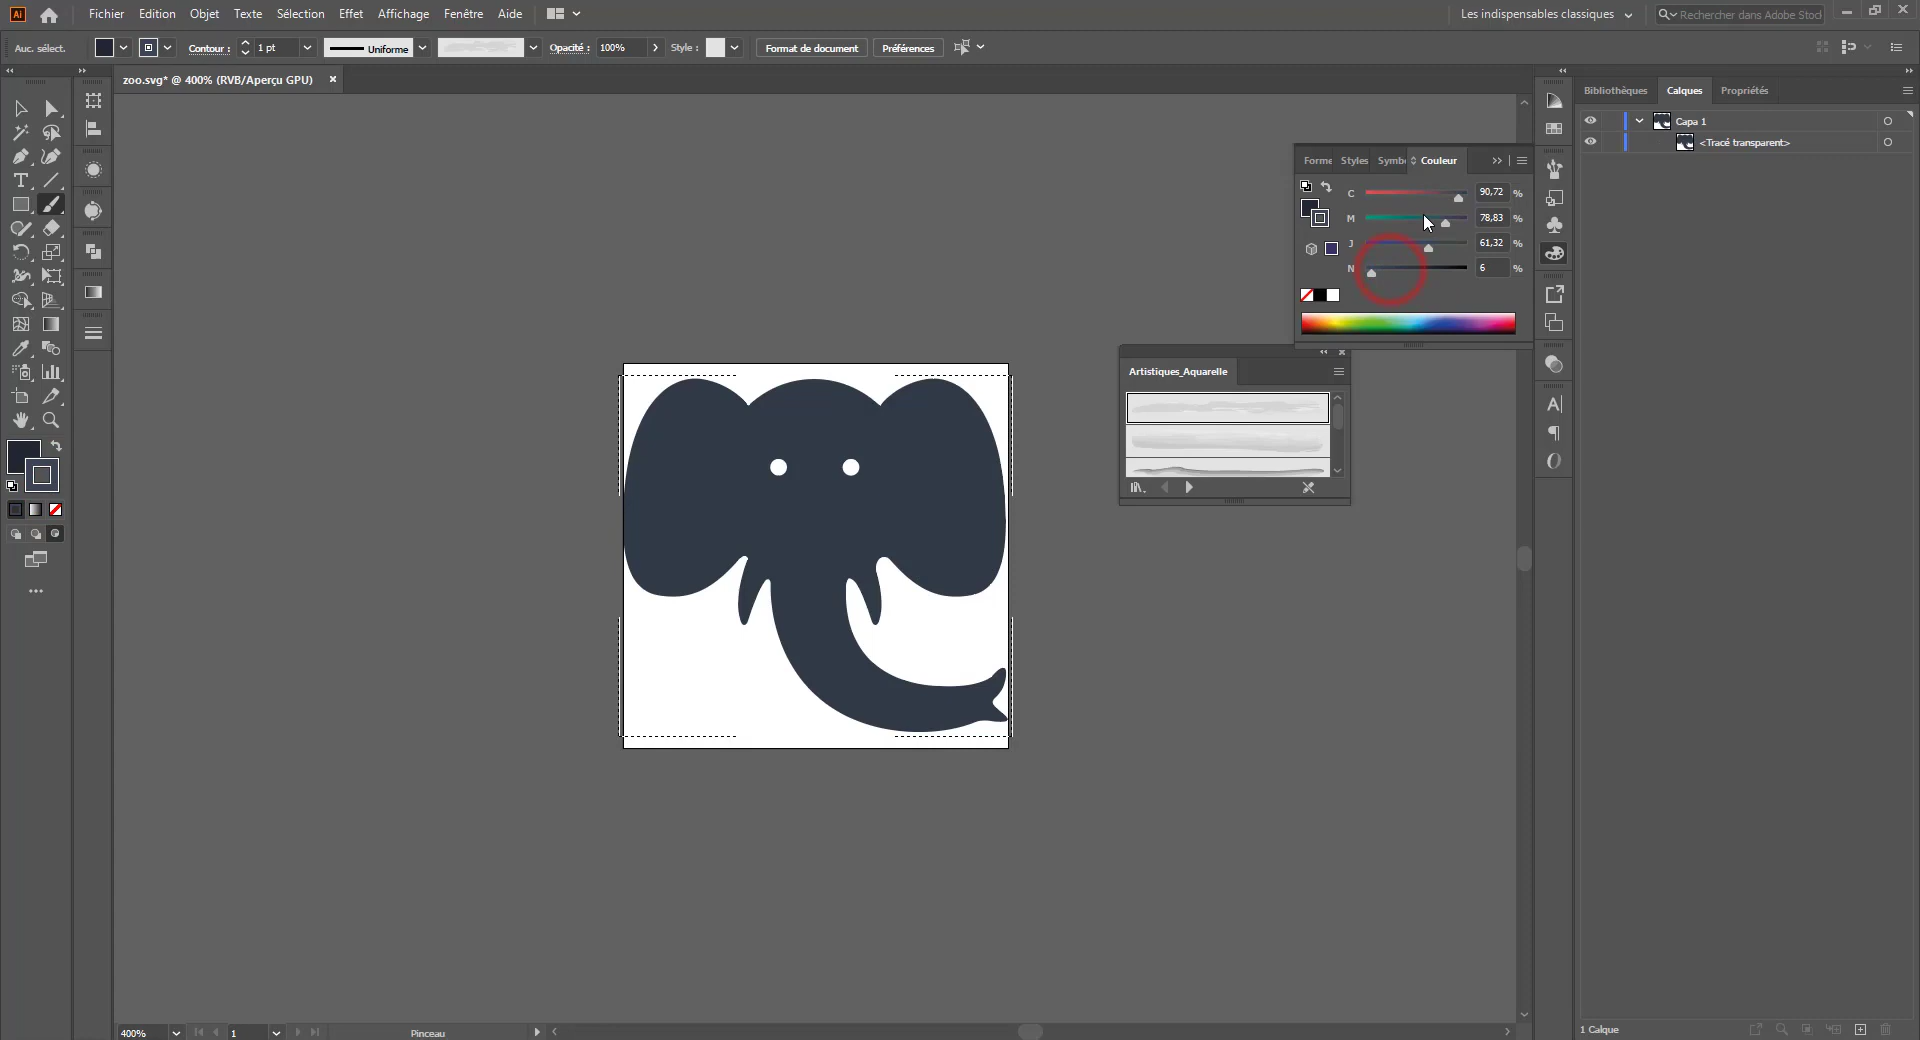 Ai Fichier Edition Objet Texte Sélection Effet Affichage Fenêtre Aide Les indispensables classiques Rechercher dans Adobe Stock
Auc. sélect. Contour : 1 pt Uniforme Opacité : 100% Style : Format de document Préférences
zoo.svg* @ 400% (RVB/Aperçu GPU) ×
Bibliothèques Calques Propriétés
Capa 1
<Tracé transparent>
Forme Styles Symbo Couleur
C 90,72 %
M 78,83 %
J 61,32 %
N 6 %
Artistiques_Aquarelle
400% 1 Pinceau
1 Calque